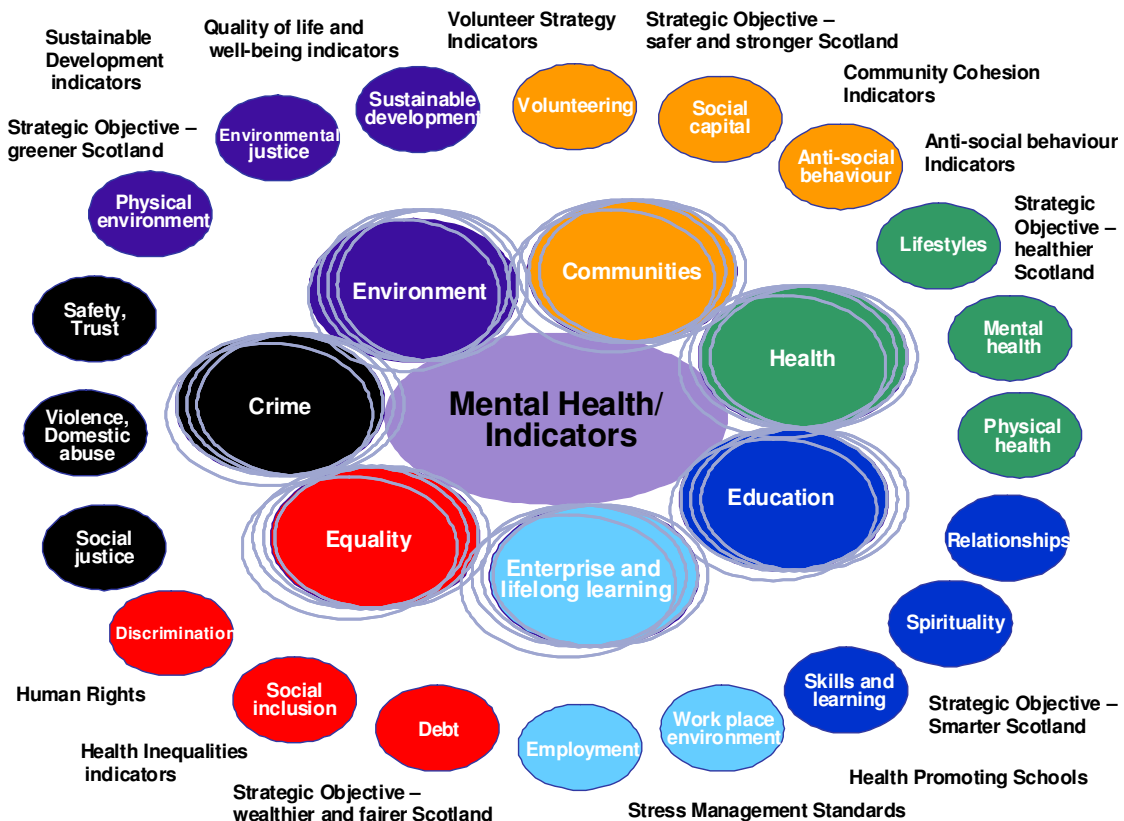 Sustainable
Development
indicators
Quality of life and
well-being indicators
Volunteer Strategy
Indicators
Strategic Objective –
safer and stronger Scotland
Community Cohesion
Indicators
Anti-social behaviour
Indicators
Strategic
Objective –
healthier
Scotland
Strategic Objective –
greener Scotland
Physical
environment
Environmental
justice
Sustainable
development
Volunteering
Social
capital
Anti-social
behaviour
Lifestyles
Mental
health
Physical
health
Relationships
Spirituality
Skills and
learning
Work place
environment
Employment
Debt
Social
inclusion
Discrimination
Social
justice
Violence,
Domestic
abuse
Safety,
Trust
Environment
Communities
Health
Education
Enterprise and
lifelong learning
Equality
Crime
Mental Health/
Indicators
Human Rights
Health Inequalities
indicators
Strategic Objective –
wealthier and fairer Scotland
Stress Management Standards
Health Promoting Schools
Strategic Objective –
Smarter Scotland